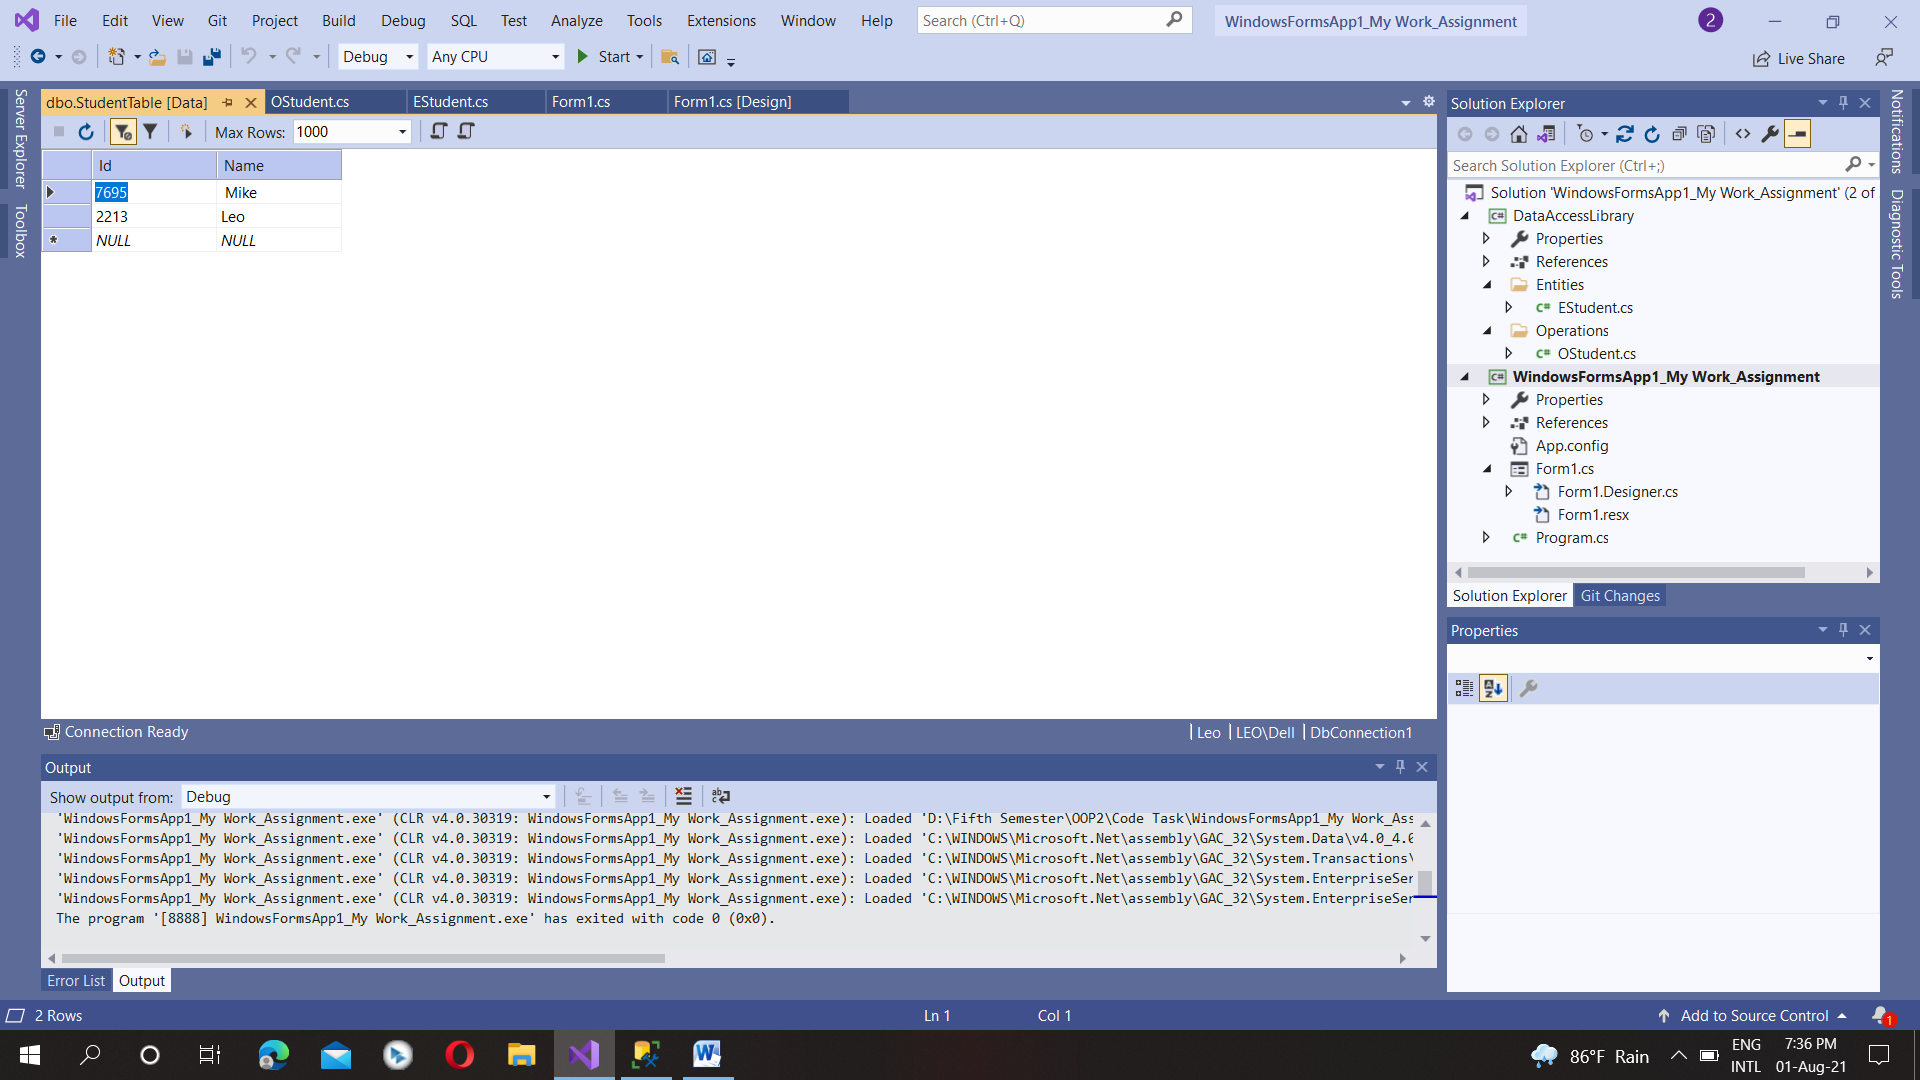 File Edit View Git Project Build Debug SQL Test Analyze Tools Extensions Window Help Search (Ctrl+Q) WindowsFormsApp1_My Work_Assignment 2
Debug Any CPU Start Live Share
Server Explorer
Toolbox
dbo.StudentTable [Data] OStudent.cs EStudent.cs Form1.cs Form1.cs [Design]
Max Rows: 1000
Id Name
7695 Mike
2213 Leo
NULL NULL
Connection Ready Leo LEO\Dell DbConnection1
Output
Show output from: Debug
'WindowsFormsApp1_My Work_Assignment.exe' (CLR v4.0.30319: WindowsFormsApp1_My Work_Assignment.exe): Loaded 'D:\Fifth Semester\OOP2\Code Task\WindowsFormsApp1_My Work_Ass
'WindowsFormsApp1_My Work_Assignment.exe' (CLR v4.0.30319: WindowsFormsApp1_My Work_Assignment.exe): Loaded 'C:\WINDOWS\Microsoft.Net\assembly\GAC_32\System.Data\v4.0_4.0
'WindowsFormsApp1_My Work_Assignment.exe' (CLR v4.0.30319: WindowsFormsApp1_My Work_Assignment.exe): Loaded 'C:\WINDOWS\Microsoft.Net\assembly\GAC_32\System.Transactions\
'WindowsFormsApp1_My Work_Assignment.exe' (CLR v4.0.30319: WindowsFormsApp1_My Work_Assignment.exe): Loaded 'C:\WINDOWS\Microsoft.Net\assembly\GAC_32\System.EnterpriseSer
'WindowsFormsApp1_My Work_Assignment.exe' (CLR v4.0.30319: WindowsFormsApp1_My Work_Assignment.exe): Loaded 'C:\WINDOWS\Microsoft.Net\assembly\GAC_32\System.EnterpriseSer
The program '[8888] WindowsFormsApp1_My Work_Assignment.exe' has exited with code 0 (0x0).
Error List Output
Solution Explorer
Search Solution Explorer (Ctrl+;)
Solution 'WindowsFormsApp1_My Work_Assignment' (2 of
C# DataAccessLibrary
Properties
References
Entities
C# EStudent.cs
Operations
C# OStudent.cs
C# WindowsFormsApp1_My Work_Assignment
Properties
References
App.config
Form1.cs
Form1.Designer.cs
Form1.resx
C# Program.cs
Solution Explorer Git Changes
Properties
Notifications
Diagnostic Tools
2 Rows Ln 1 Col 1 Add to Source Control 1
86°F Rain ENG 7:36 PM
INTL 01-Aug-21